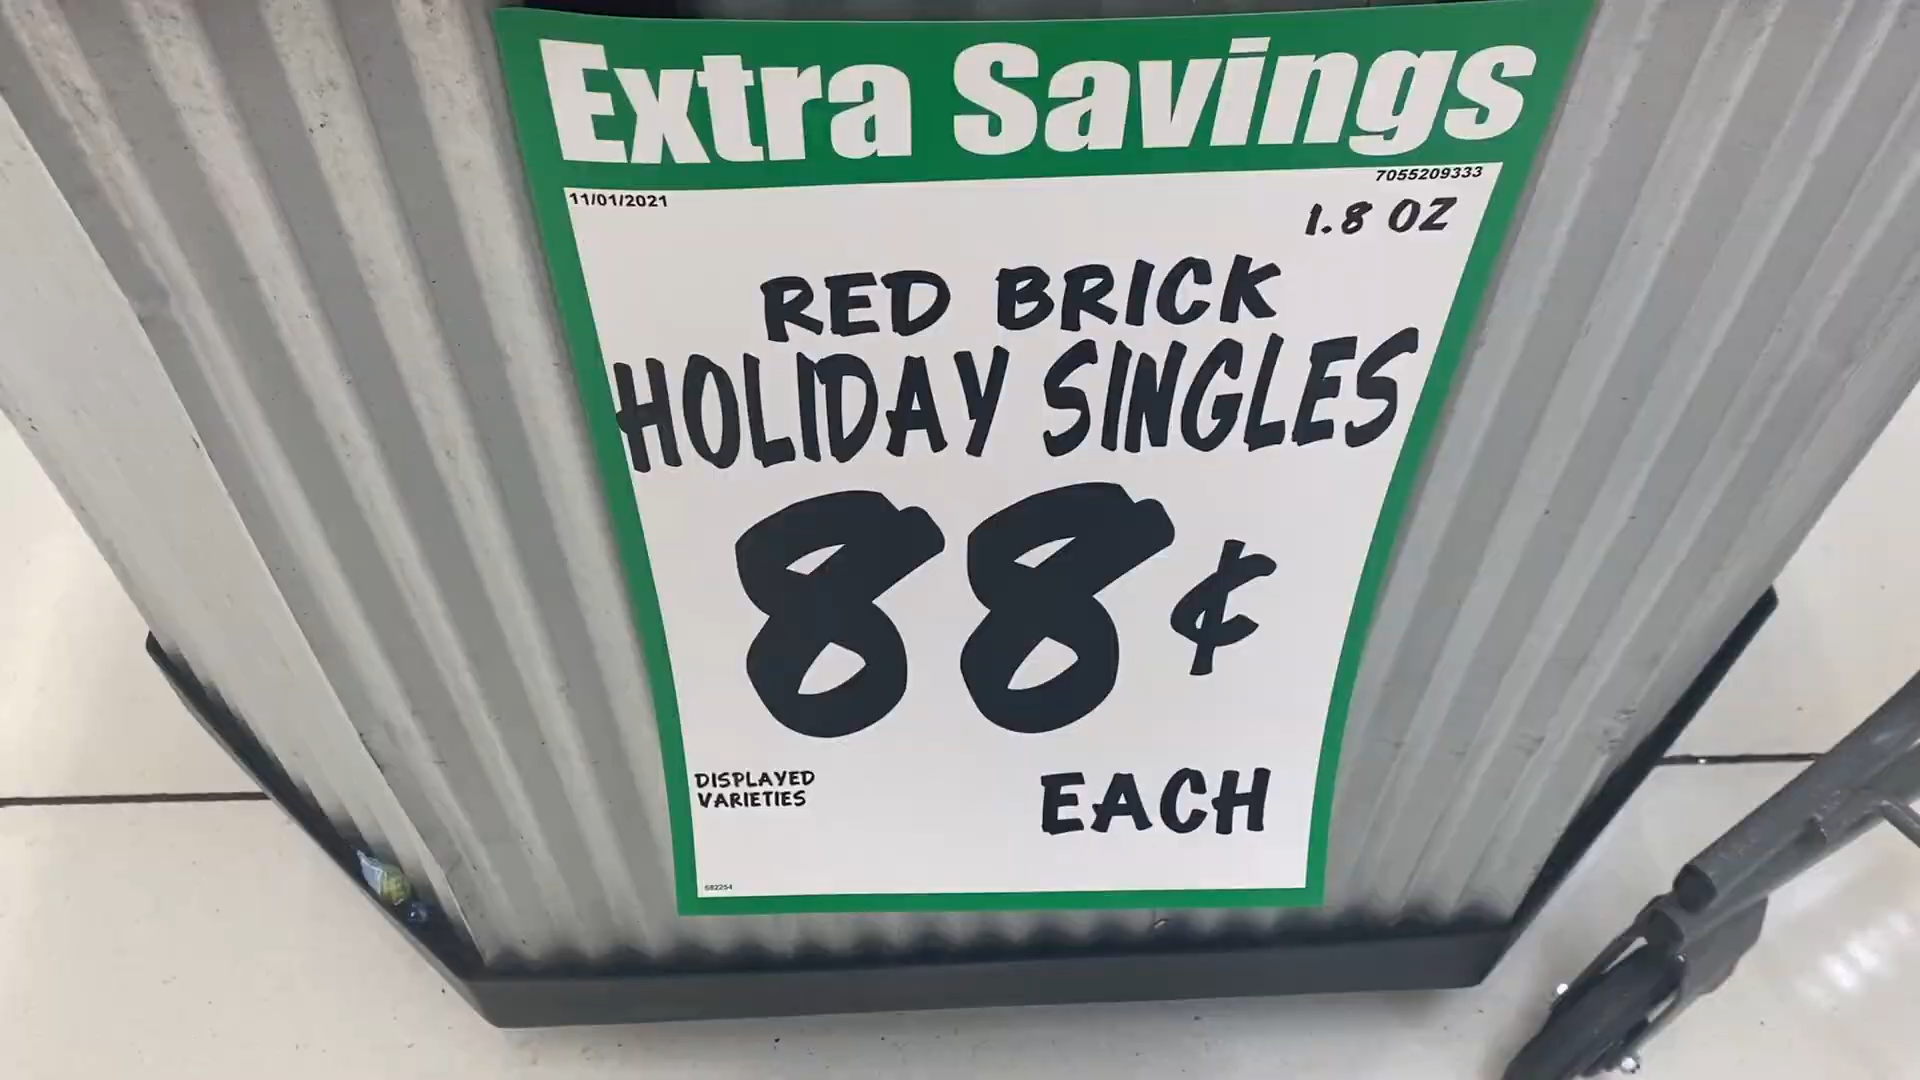 Extra Savings
11/01/2021
7055209333
1.8 OZ
RED BRICK
HOLIDAY SINGLES
88¢
DISPLAYED
VARIETIES
EACH
682254